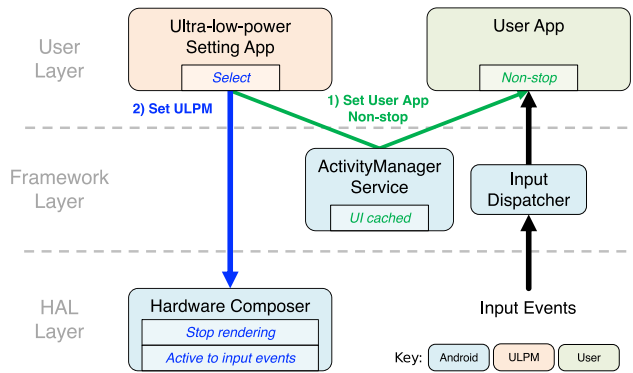 User
Layer
Ultra-low-power
Setting App
Select
User App
Non-stop
2) Set ULPM
1) Set User App
Non-stop
Framework
Layer
ActivityManager
Service
UI cached
Input
Dispatcher
HAL
Layer
Hardware Composer
Stop rendering
Active to input events
Input Events
Key:
Android
ULPM
User